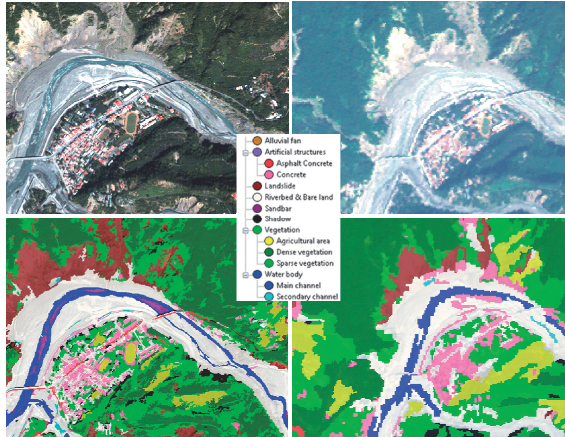 Alluvial fan
Artificial structures
Asphalt Concrete
Concrete
Landslide
Riverbed & Bare land
Sandbar
Shadow
Vegetation
Agricultural area
Dense vegetation
Sparse vegetation
Water body
Main channel
Secondary channel